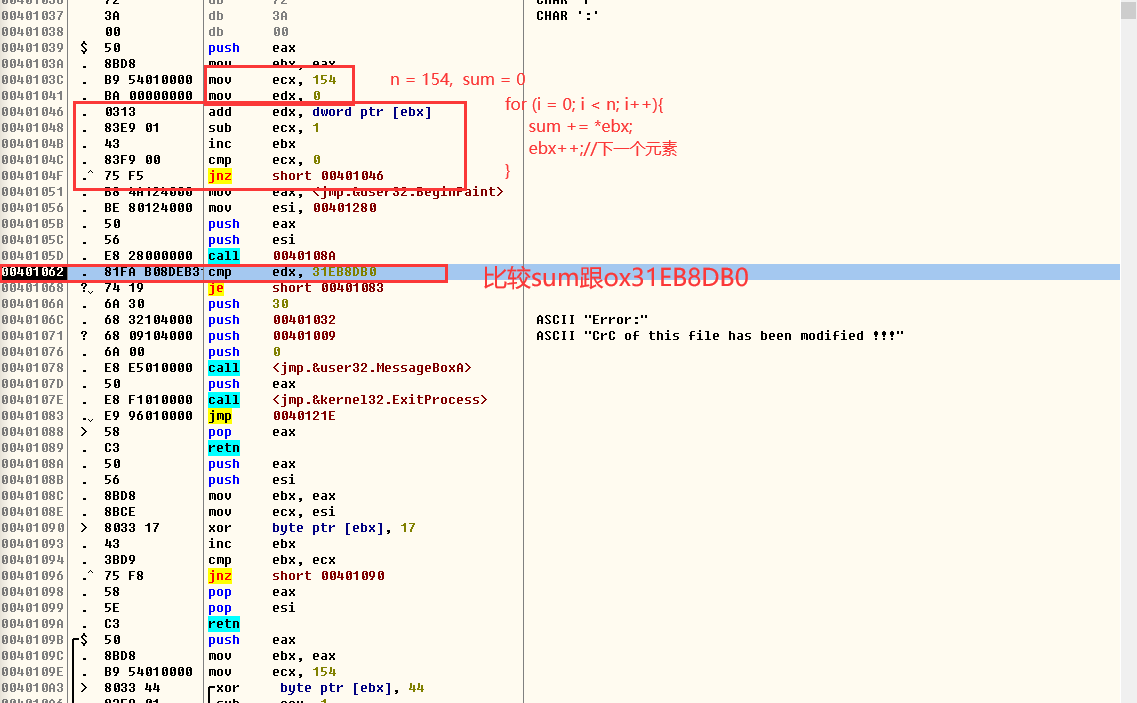 00401036 72 db 72 CHAR 'r'
00401037 3A db 3A CHAR ':'
00401038 00 db 00
00401039 $ 50 push eax
0040103A . 8BD8 mov ebx, eax
0040103C . B9 54010000 mov ecx, 154 n = 154, sum = 0
00401041 . BA 00000000 mov edx, 0 for (i = 0; i < n; i++){
00401046 . 0313 add edx, dword ptr [ebx]
00401048 . 83E9 01 sub ecx, 1 sum += *ebx;
0040104B . 43 inc ebx ebx++;//下一个元素
0040104C . 83F9 00 cmp ecx, 0
0040104F .^ 75 F5 jnz short 00401046 }
00401051 . B8 4A124000 mov eax, <jmp.&user32.BeginPaint>
00401056 . BE 80124000 mov esi, 00401280
0040105B . 50 push eax
0040105C . 56 push esi
0040105D . E8 28000000 call 0040108A
00401062 . 81FA B08DEB31 cmp edx, 31EB8DB0 比较sum跟ox31EB8DB0
00401068 ?⌄ 74 19 je short 00401083
0040106A . 6A 30 push 30
0040106C . 68 32104000 push 00401032 ASCII "Error:"
00401071 ? 68 09104000 push 00401009 ASCII "CrC of this file has been modified !!!"
00401076 . 6A 00 push 0
00401078 . E8 E5010000 call <jmp.&user32.MessageBoxA>
0040107D . 50 push eax
0040107E . E8 F1010000 call <jmp.&kernel32.ExitProcess>
00401083 .⌄ E9 96010000 jmp 0040121E
00401088 > 58 pop eax
00401089 . C3 retn
0040108A . 50 push eax
0040108B . 56 push esi
0040108C . 8BD8 mov ebx, eax
0040108E . 8BCE mov ecx, esi
00401090 > 8033 17 xor byte ptr [ebx], 17
00401093 . 43 inc ebx
00401094 . 3BD9 cmp ebx, ecx
00401096 .^ 75 F8 jnz short 00401090
00401098 . 58 pop eax
00401099 . 5E pop esi
0040109A . C3 retn
0040109B $ 50 push eax
0040109C . 8BD8 mov ebx, eax
0040109E . B9 54010000 mov ecx, 154
004010A3 > 8033 44 xor byte ptr [ebx], 44
004010A6 . 83E9 01 sub ecx, 1